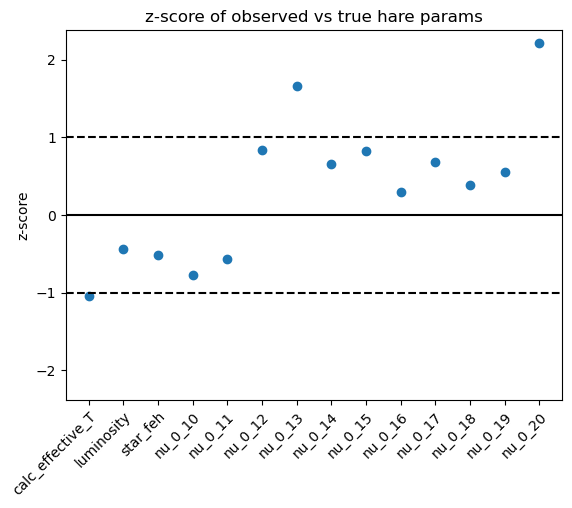 z-score of observed vs true hare params
z-score
2
1
0
−1
−2
calc_effective_T
luminosity
star_feh
nu_0_10
nu_0_11
nu_0_12
nu_0_13
nu_0_14
nu_0_15
nu_0_16
nu_0_17
nu_0_18
nu_0_19
nu_0_20